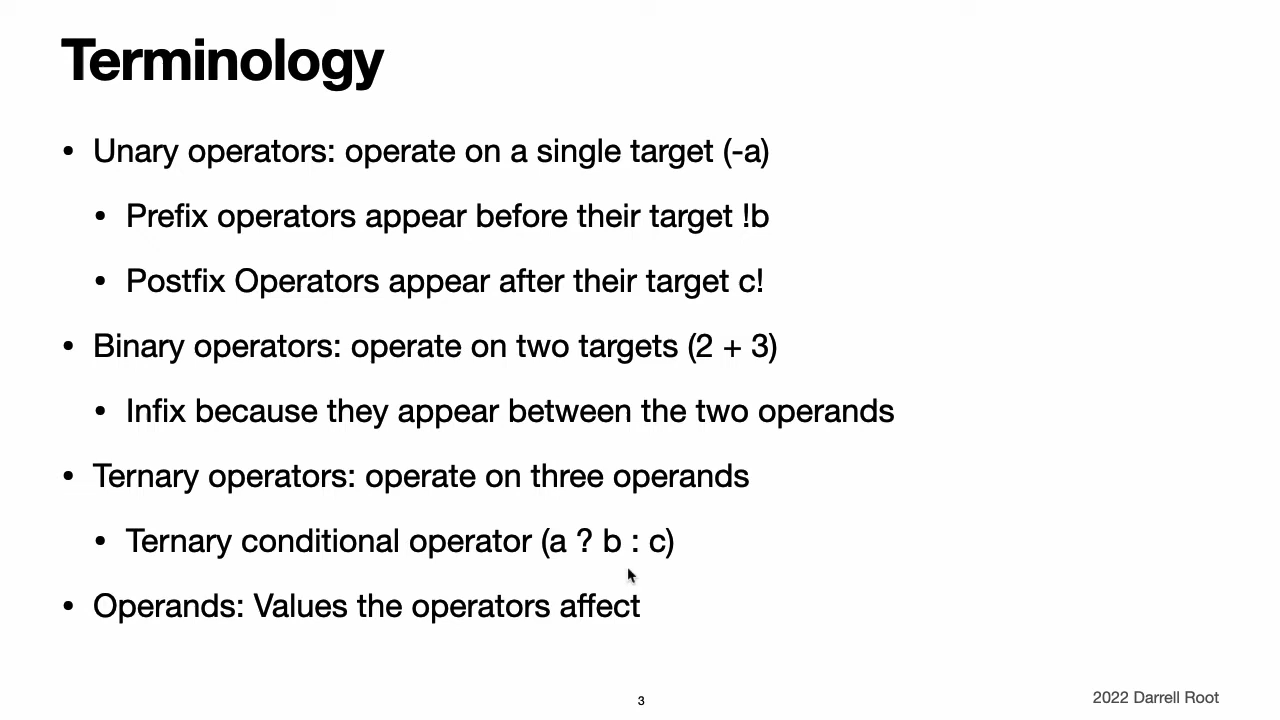 Terminology
• Unary operators: operate on a single target (-a)
• Prefix operators appear before their target !b
• Postfix Operators appear after their target c!
• Binary operators: operate on two targets (2 + 3)
• Infix because they appear between the two operands
• Ternary operators: operate on three operands
• Ternary conditional operator (a ? b : c)
• Operands: Values the operators affect
3
2022 Darrell Root